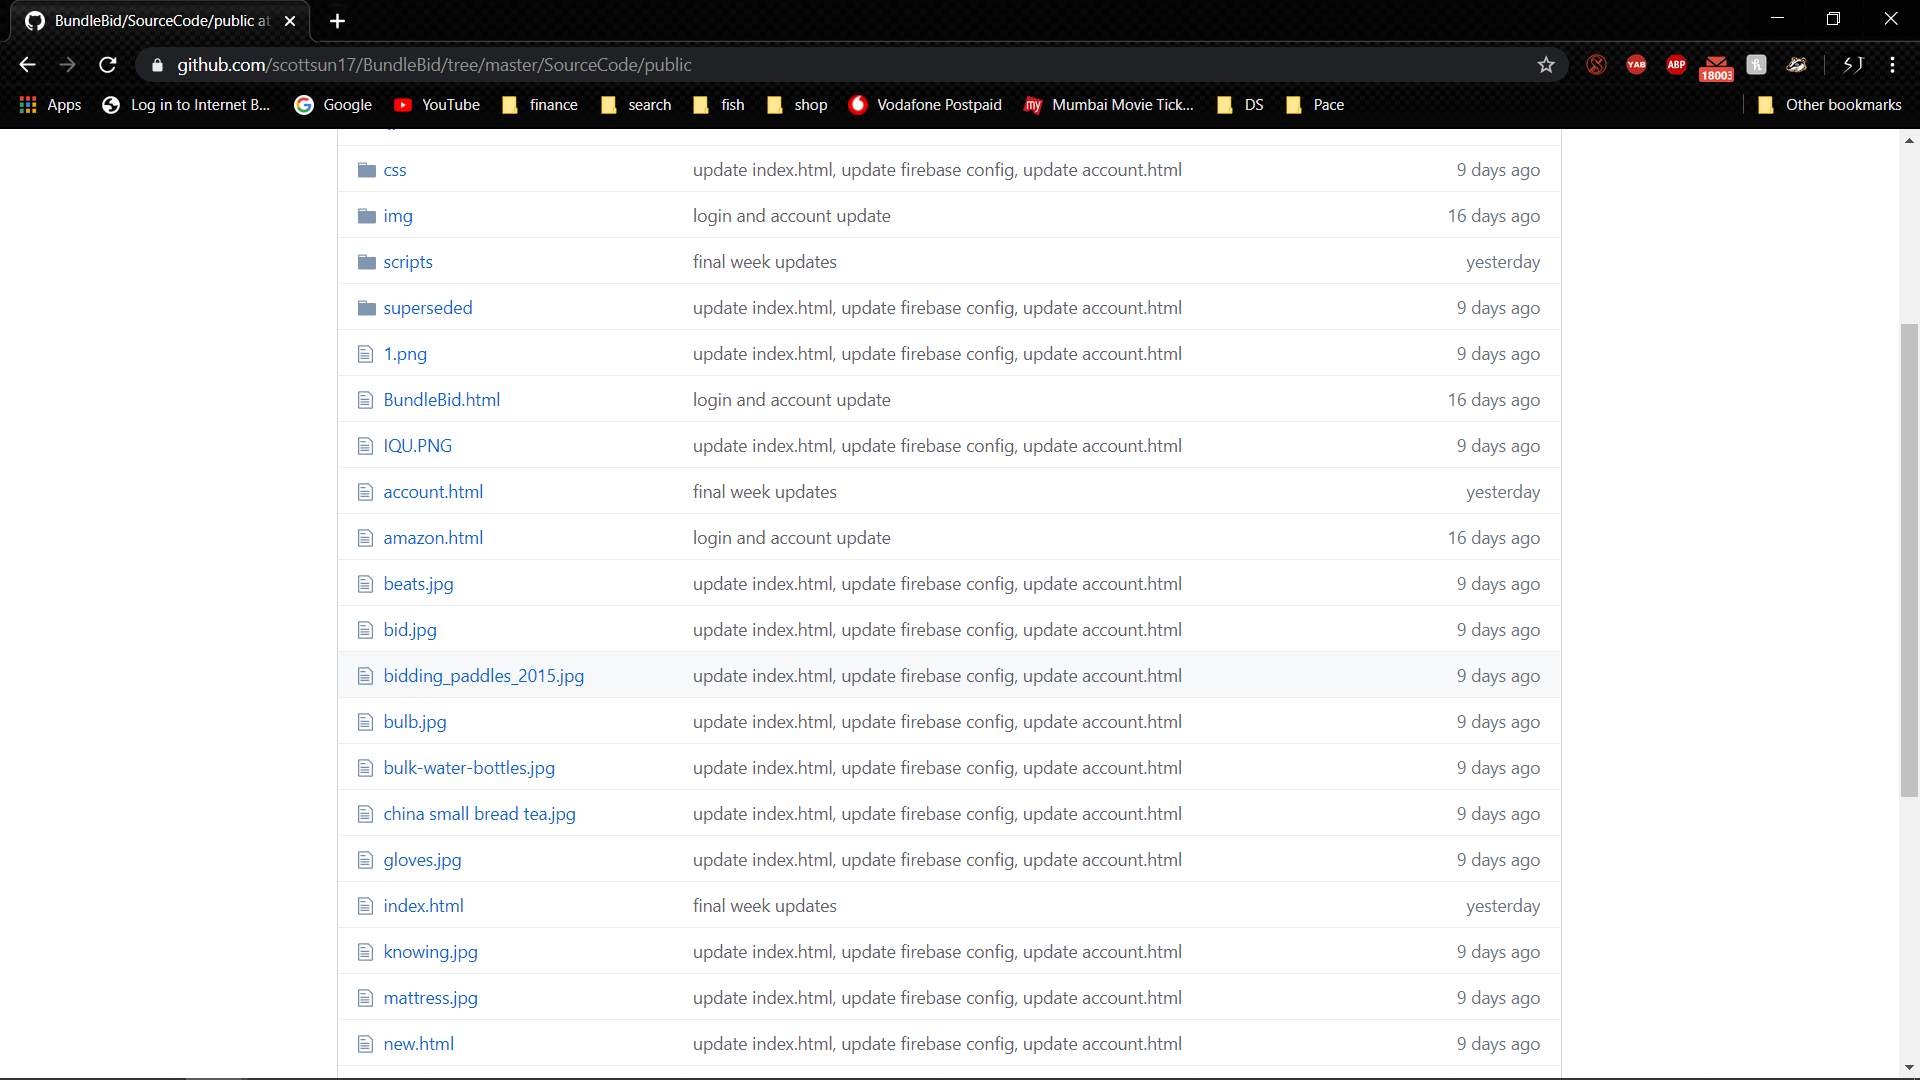 BundleBid/SourceCode/public at
github.com/scottsun17/BundleBid/tree/master/SourceCode/public
YAB
ABP
18003
Apps Log in to Internet B... Google YouTube finance search fish shop Vodafone Postpaid my Mumbai Movie Tick... DS Pace Other bookmarks
css update index.html, update firebase config, update account.html 9 days ago
img login and account update 16 days ago
scripts final week updates yesterday
superseded update index.html, update firebase config, update account.html 9 days ago
1.png update index.html, update firebase config, update account.html 9 days ago
BundleBid.html login and account update 16 days ago
IQU.PNG update index.html, update firebase config, update account.html 9 days ago
account.html final week updates yesterday
amazon.html login and account update 16 days ago
beats.jpg update index.html, update firebase config, update account.html 9 days ago
bid.jpg update index.html, update firebase config, update account.html 9 days ago
bidding_paddles_2015.jpg update index.html, update firebase config, update account.html 9 days ago
bulb.jpg update index.html, update firebase config, update account.html 9 days ago
bulk-water-bottles.jpg update index.html, update firebase config, update account.html 9 days ago
china small bread tea.jpg update index.html, update firebase config, update account.html 9 days ago
gloves.jpg update index.html, update firebase config, update account.html 9 days ago
index.html final week updates yesterday
knowing.jpg update index.html, update firebase config, update account.html 9 days ago
mattress.jpg update index.html, update firebase config, update account.html 9 days ago
new.html update index.html, update firebase config, update account.html 9 days ago